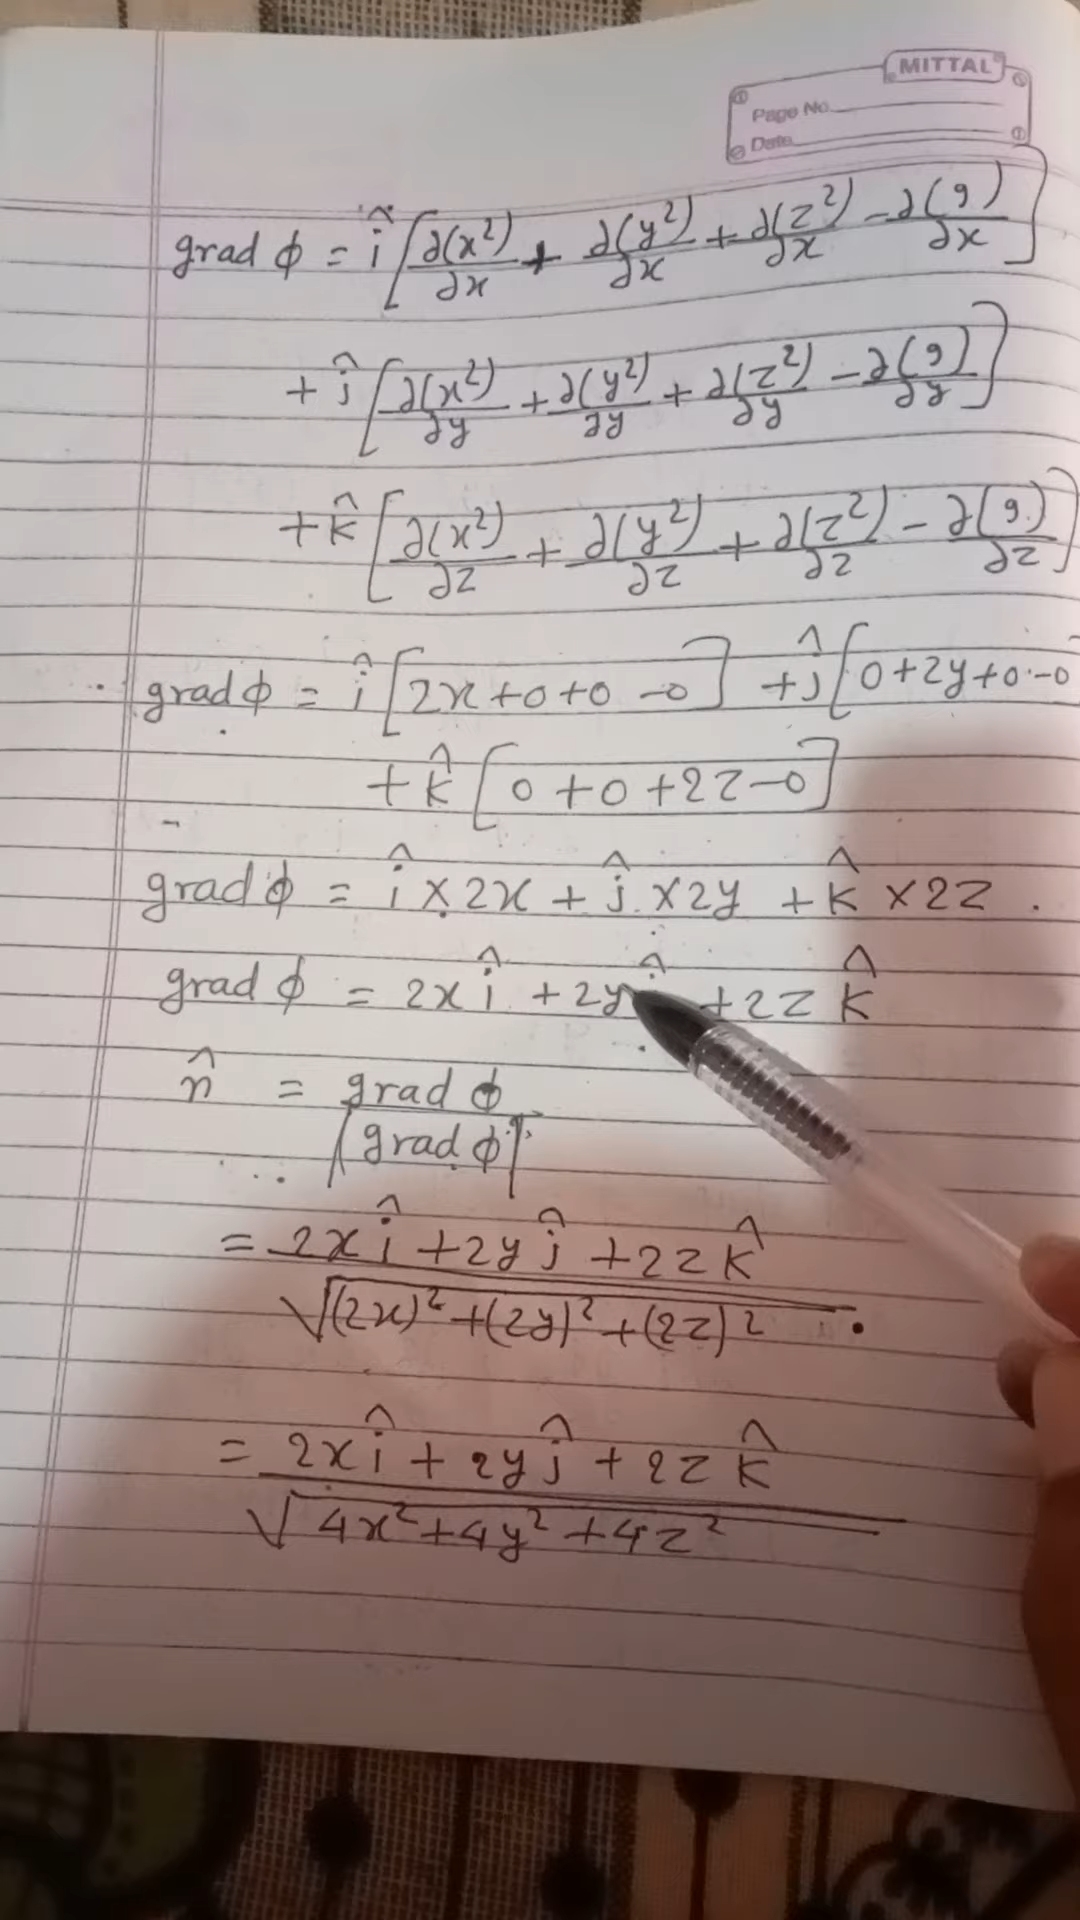 MITTAL
Page No.
Date
grad ϕ = î [∂(x²)/∂x + ∂(y²)/∂x + ∂(z²)/∂x - ∂(9)/∂x]
+ ĵ [∂(x²)/∂y + ∂(y²)/∂y + ∂(z²)/∂y - ∂(9)/∂y]
+ k̂ [∂(x²)/∂z + ∂(y²)/∂z + ∂(z²)/∂z - ∂(9)/∂z]
grad ϕ = î [2x+0+0-0] + ĵ [0+2y+0-0
+ k̂ [0+0+2z-0]
grad ϕ = î × 2x + ĵ × 2y + k̂ × 2z.
grad ϕ = 2x î + 2y + 2z k̂
n̂ = grad ϕ / |grad ϕ|
= 2x î + 2y ĵ + 2z k̂ / √(2x)² + (2y)² + (2z)²
= 2x î + 2y ĵ + 2z k̂ / √4x² + 4y² + 4z²